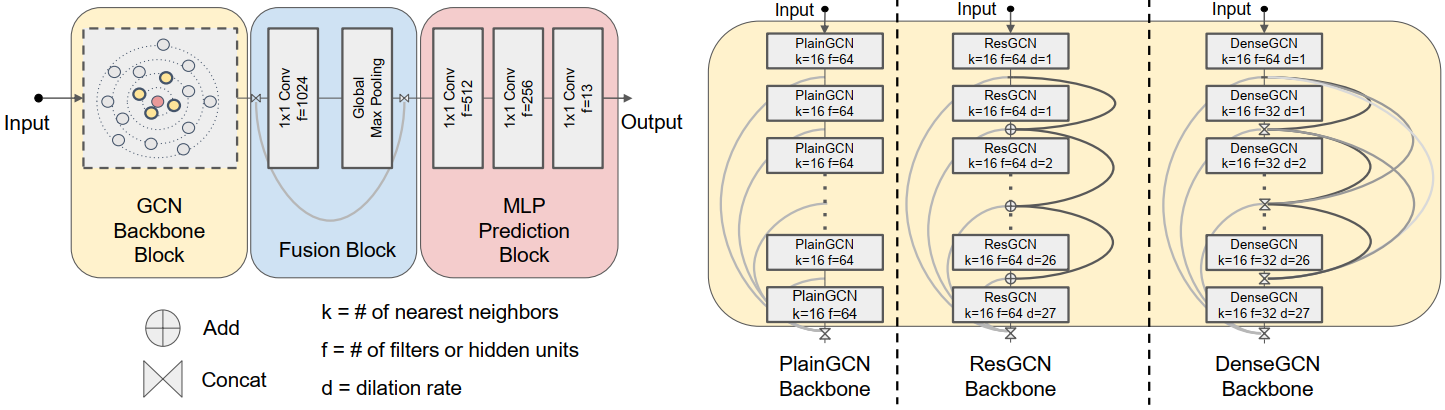 Input
1x1 Conv
f=1024
Global
Max Pooling
1x1 Conv
f=512
1x1 Conv
f=256
1x1 Conv
f=13
Output
GCN
Backbone
Block
Fusion Block
MLP
Prediction
Block
Add
Concat
k = # of nearest neighbors
f = # of filters or hidden units
d = dilation rate
Input
PlainGCN
k=16 f=64
PlainGCN
k=16 f=64
PlainGCN
k=16 f=64
PlainGCN
k=16 f=64
PlainGCN
k=16 f=64
PlainGCN
Backbone
Input
ResGCN
k=16 f=64 d=1
ResGCN
k=16 f=64 d=1
ResGCN
k=16 f=64 d=2
ResGCN
k=16 f=64 d=26
ResGCN
k=16 f=64 d=27
ResGCN
Backbone
Input
DenseGCN
k=16 f=64 d=1
DenseGCN
k=16 f=32 d=1
DenseGCN
k=16 f=32 d=2
DenseGCN
k=16 f=32 d=26
DenseGCN
k=16 f=32 d=27
DenseGCN
Backbone